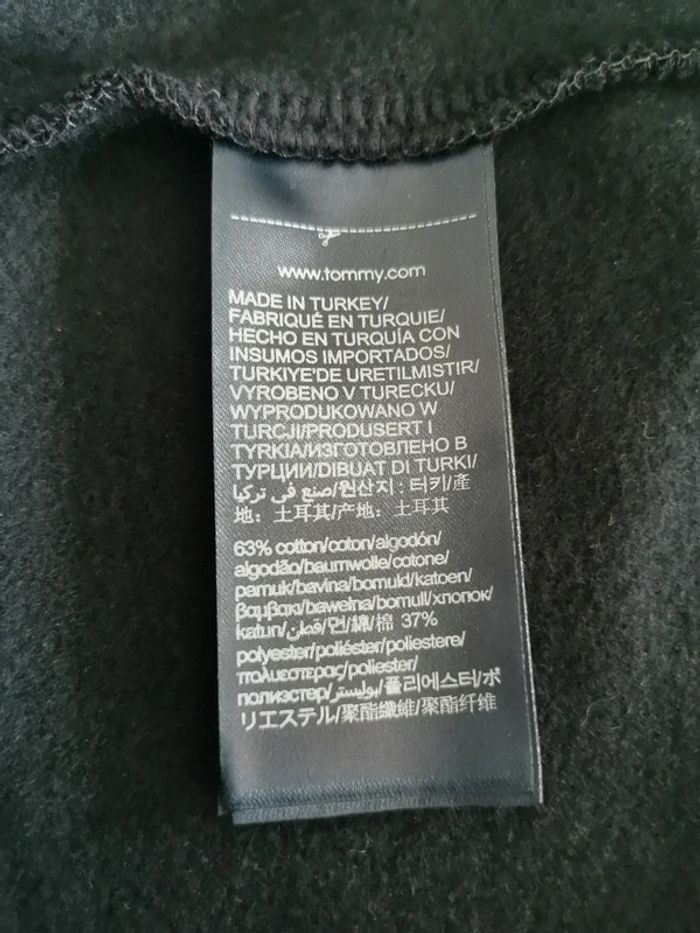 www.tommy.com
MADE IN TURKEY/
FABRIQUÉ EN TURQUIE/
HECHO EN TURQUÍA CON
INSUMOS IMPORTADOS/
TURKIYE'DE URETILMISTIR/
VYROBENO V TURECKU/
WYPRODUKOWANO W
TURCJI/PRODUSERT I
TYRKIA/ИЗГОТОВЛЕНО В
ТУРЦИИ/DIBUAT DI TURKI/
صنع في تركيا/원산지 : 터키/產
地：土耳其/产地：土耳其
63% cotton/coton/algodón/
algodão/baumwolle/cotone/
pamuk/bavlna/bomuld/katoen/
βαμβακι/bawełna/bomull/хлопок/
katun/قطن/면/綿/棉 37%
polyester/poliéster/poliestere/
πολυεστερας/poliester/
полиэстер/بوليستر/폴리에스터/ポ
リエステル/聚酯纖維/聚酯纤维